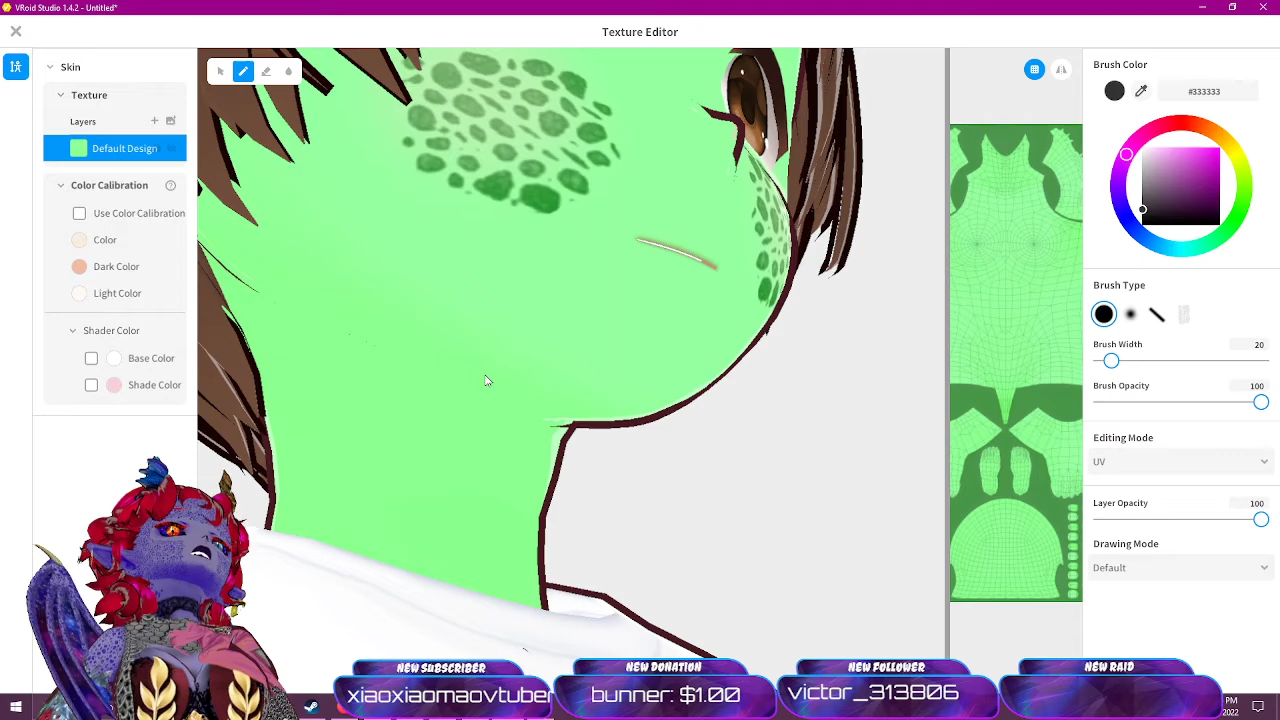 VRoid Studio 1.4.2 - Untitled*
Texture Editor
Skin
Texture
Layers
Default Design
Color Calibration
Use Color Calibration
Color
Dark Color
Light Color
Shader Color
Base Color
Shade Color
Brush Color
#333333
Brush Type
Brush Width
20
Brush Opacity
100
Editing Mode
UV
Layer Opacity
100
Drawing Mode
Default
NEW SUBSCRIBER
xiaoxiaomaovtuber
NEW DONATION
bunner: $1.00
NEW FOLLOWER
victor_313806
NEW RAID
PM